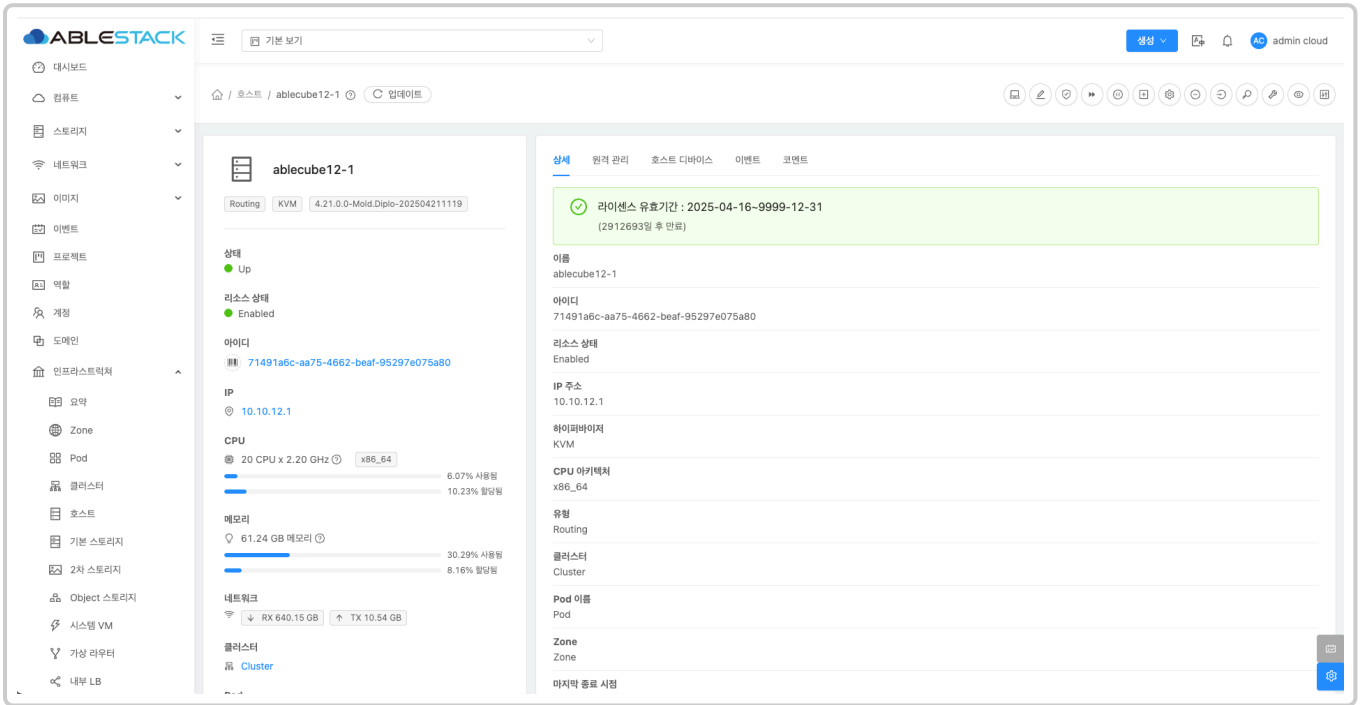 ABLESTACK
기본 보기
생성
AC
admin cloud
대시보드
컴퓨트
스토리지
네트워크
이미지
이벤트
프로젝트
역할
계정
도메인
인프라스트럭쳐
요약
Zone
Pod
클러스터
호스트
기본 스토리지
2차 스토리지
Object 스토리지
시스템 VM
가상 라우터
내부 LB
/ 호스트 / ablecube12-1
업데이트
ablecube12-1
Routing
KVM
4.21.0.0-Mold.Diplo-202504211119
상태
Up
리소스 상태
Enabled
아이디
71491a6c-aa75-4662-beaf-95297e075a80
IP
10.10.12.1
CPU
20 CPU x 2.20 GHz
x86_64
6.07% 사용됨
10.23% 할당됨
메모리
61.24 GB 메모리
30.29% 사용됨
8.16% 할당됨
네트워크
RX 640.15 GB
TX 10.54 GB
클러스터
Cluster
상세
원격 관리
호스트 디바이스
이벤트
코멘트
라이센스 유효기간 : 2025-04-16~9999-12-31
(2912693일 후 만료)
이름
ablecube12-1
아이디
71491a6c-aa75-4662-beaf-95297e075a80
리소스 상태
Enabled
IP 주소
10.10.12.1
하이퍼바이저
KVM
CPU 아키텍처
x86_64
유형
Routing
클러스터
Cluster
Pod 이름
Pod
Zone
Zone
마지막 종료 시점